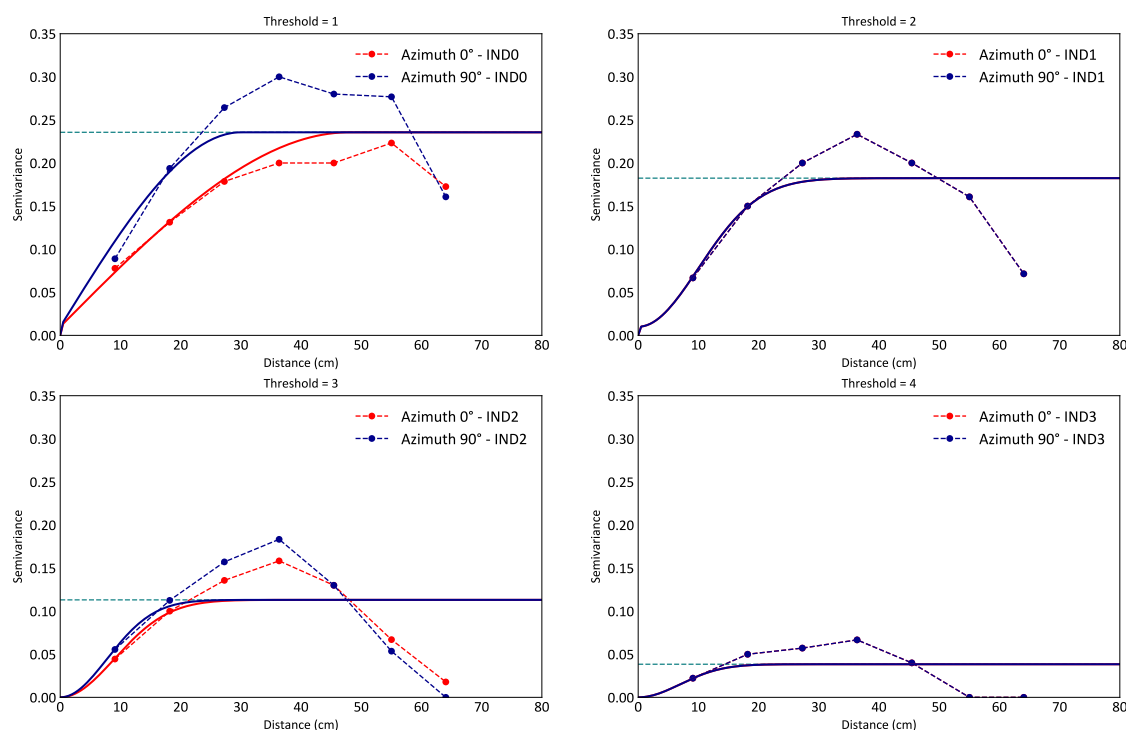 Threshold = 1
0.35
0.30
0.25
0.20
0.15
0.10
0.05
0.00
Semivariance
Azimuth 0° - IND0
Azimuth 90° - IND0
0 10 20 30 40 50 60 70 80
Distance (cm)
Threshold = 2
0.35
0.30
0.25
0.20
0.15
0.10
0.05
0.00
Semivariance
Azimuth 0° - IND1
Azimuth 90° - IND1
0 10 20 30 40 50 60 70 80
Distance (cm)
Threshold = 3
0.35
0.30
0.25
0.20
0.15
0.10
0.05
0.00
Semivariance
Azimuth 0° - IND2
Azimuth 90° - IND2
0 10 20 30 40 50 60 70 80
Distance (cm)
Threshold = 4
0.35
0.30
0.25
0.20
0.15
0.10
0.05
0.00
Semivariance
Azimuth 0° - IND3
Azimuth 90° - IND3
0 10 20 30 40 50 60 70 80
Distance (cm)